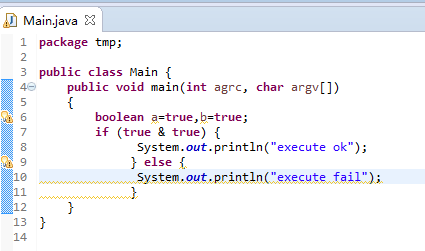 Main.java
1 package tmp;
2
3 public class Main {
4 public void main(int agrc, char argv[])
5 {
6 boolean a=true,b=true;
7 if (true & true) {
8 System.out.println("execute ok");
9 } else {
10 System.out.println("execute fail");
11 }
12 }
13 }
14